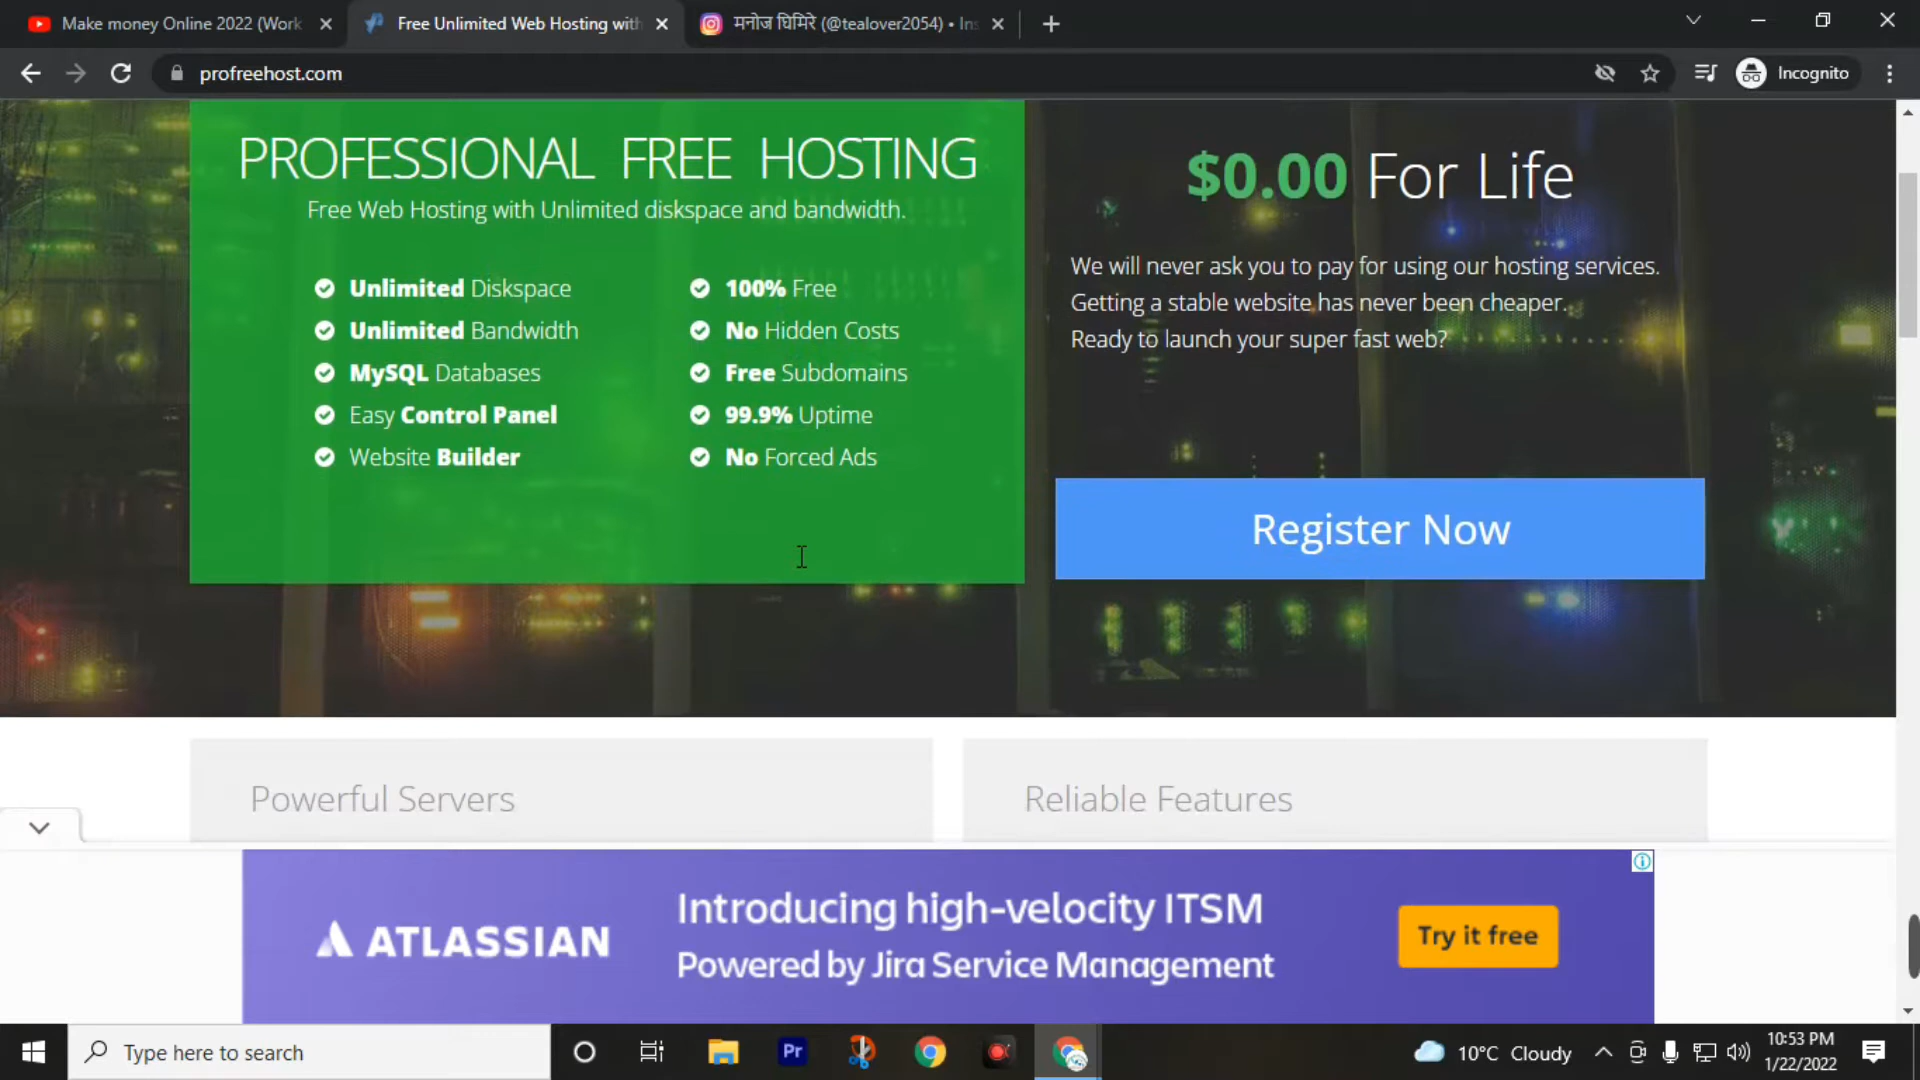 Make money Online 2022 (Work
Free Unlimited Web Hosting with
मनोज घिमिरे (@tealover2054) • Ins
profreehost.com
Incognito
PROFESSIONAL FREE HOSTING
Free Web Hosting with Unlimited diskspace and bandwidth.
Unlimited Diskspace
Unlimited Bandwidth
MySQL Databases
Easy Control Panel
Website Builder
100% Free
No Hidden Costs
Free Subdomains
99.9% Uptime
No Forced Ads
$0.00 For Life
We will never ask you to pay for using our hosting services.
Getting a stable website has never been cheaper.
Ready to launch your super fast web?
Register Now
Powerful Servers
Reliable Features
ATLASSIAN
Introducing high-velocity ITSM
Powered by Jira Service Management
Try it free
Type here to search
Pr
10°C Cloudy
10:53 PM
1/22/2022